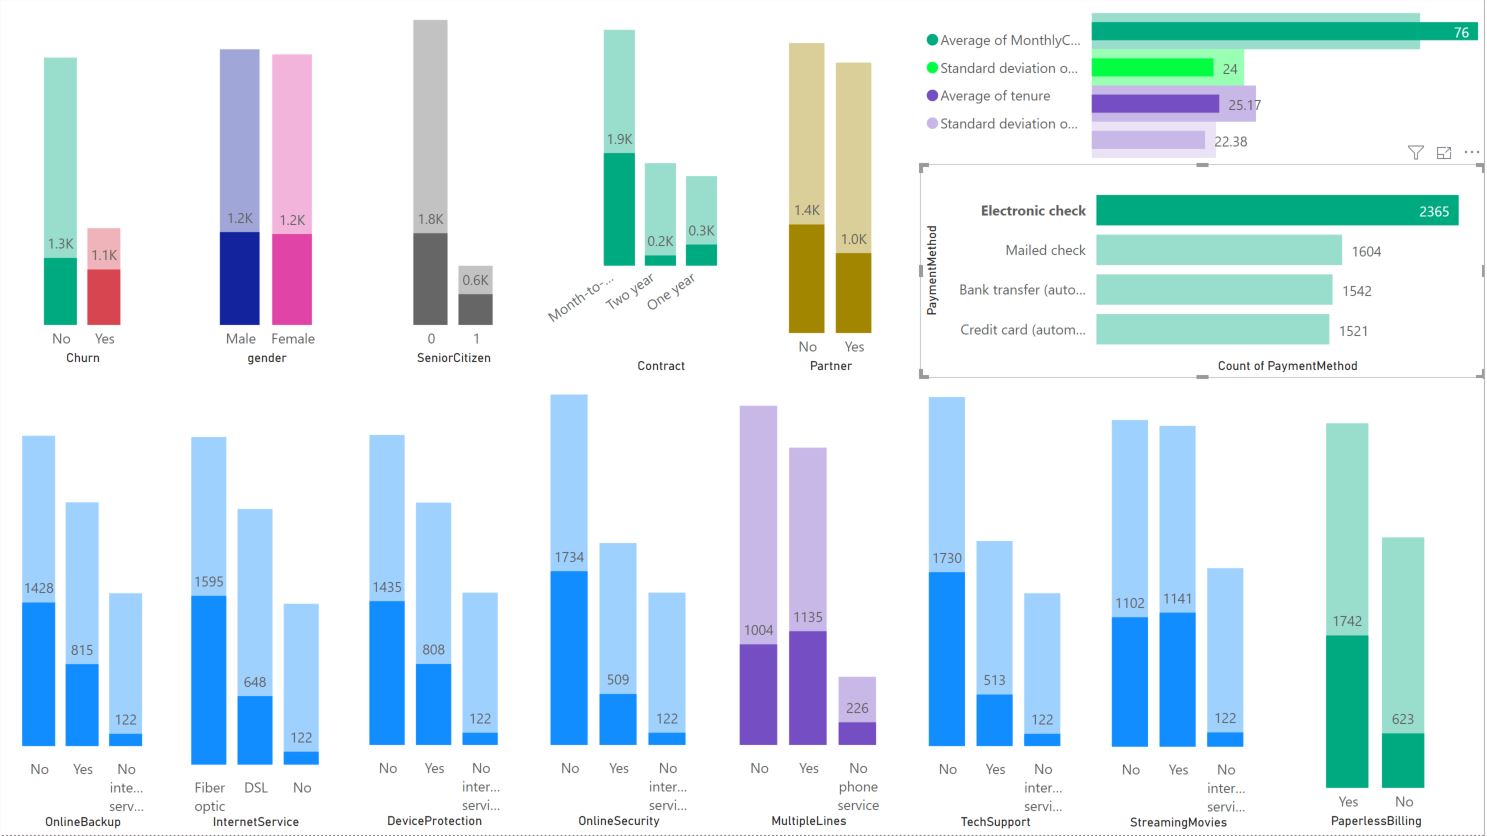 1.3K
1.1K
No
Yes
Churn
1.2K
1.2K
Male
Female
gender
1.8K
0.6K
0
1
SeniorCitizen
1.9K
0.2K
0.3K
Month-to-...
Two year
One year
Contract
1.4K
1.0K
No
Yes
Partner
Average of MonthlyC...
Standard deviation o...
Average of tenure
Standard deviation o...
76
24
25.17
22.38
PaymentMethod
Electronic check
2365
Mailed check
1604
Bank transfer (auto...
1542
Credit card (autom...
1521
Count of PaymentMethod
1428
815
122
No
Yes
No
inte...
serv...
OnlineBackup
1595
648
122
Fiber
optic
DSL
No
InternetService
1435
808
122
No
Yes
No
inter...
servi...
DeviceProtection
1734
509
122
No
Yes
No
inter...
servi...
OnlineSecurity
1004
1135
226
No
Yes
No
phone
service
MultipleLines
1730
513
122
No
Yes
No
inter...
servi...
TechSupport
1102
1141
122
No
Yes
No
inter...
servi...
StreamingMovies
1742
623
Yes
No
PaperlessBilling